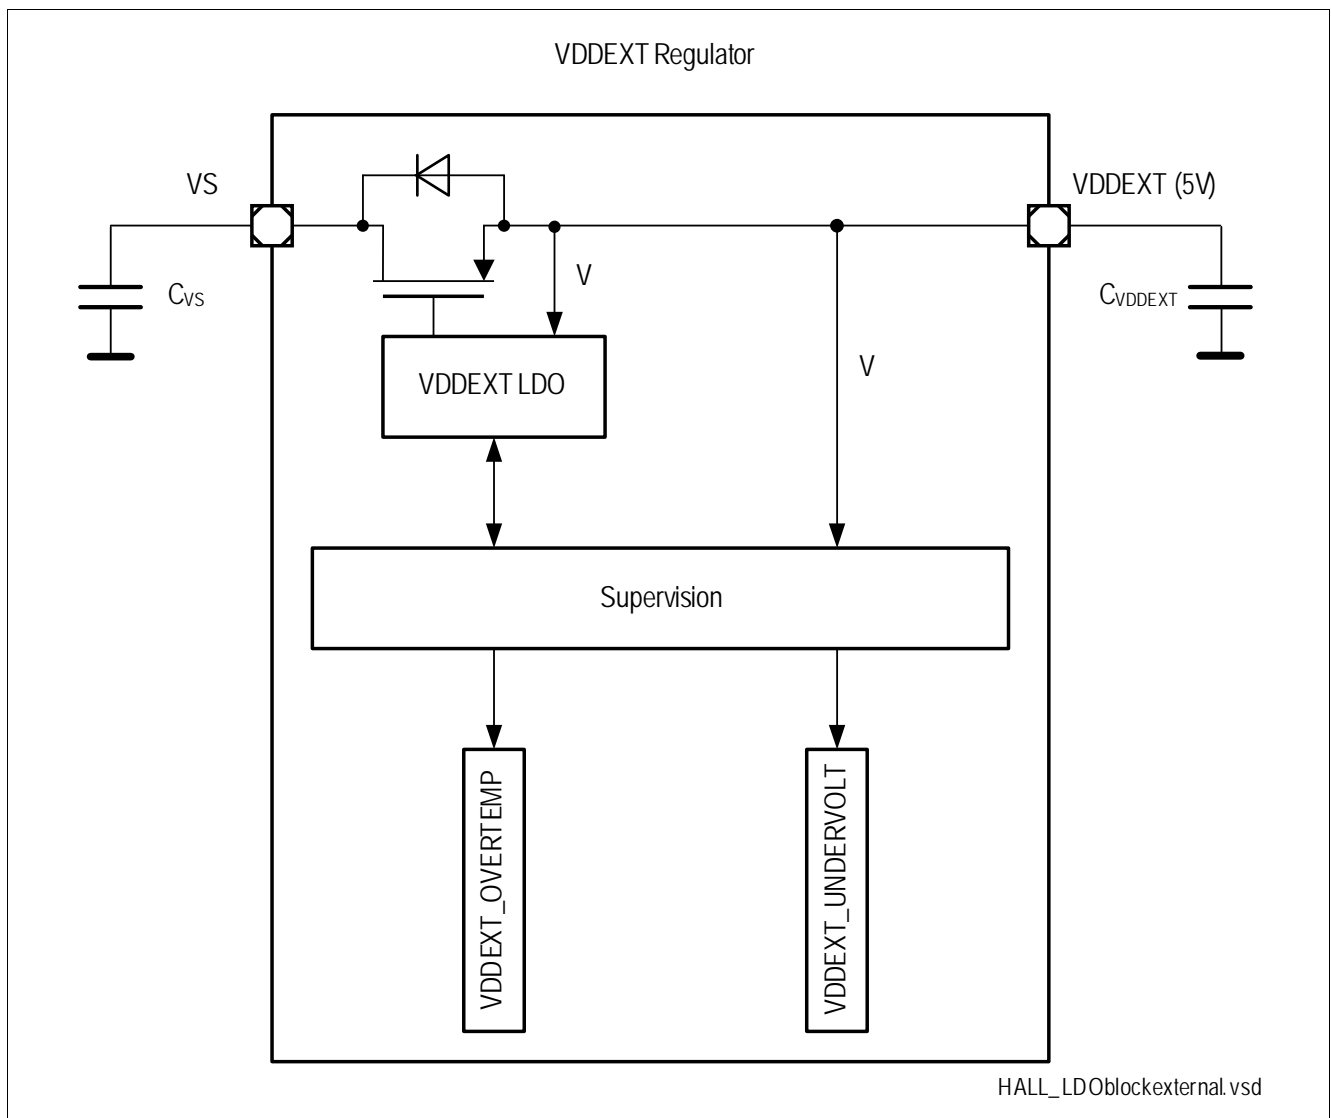 VDDEXT Regulator
VS
VDDEXT (5V)
CVS
V
CVDDEXT
VDDEXT LDO
V
Supervision
VDDEXT_OVERTEMP
VDDEXT_UNDERVOLT
HALL_LDOblockexternal.vsd